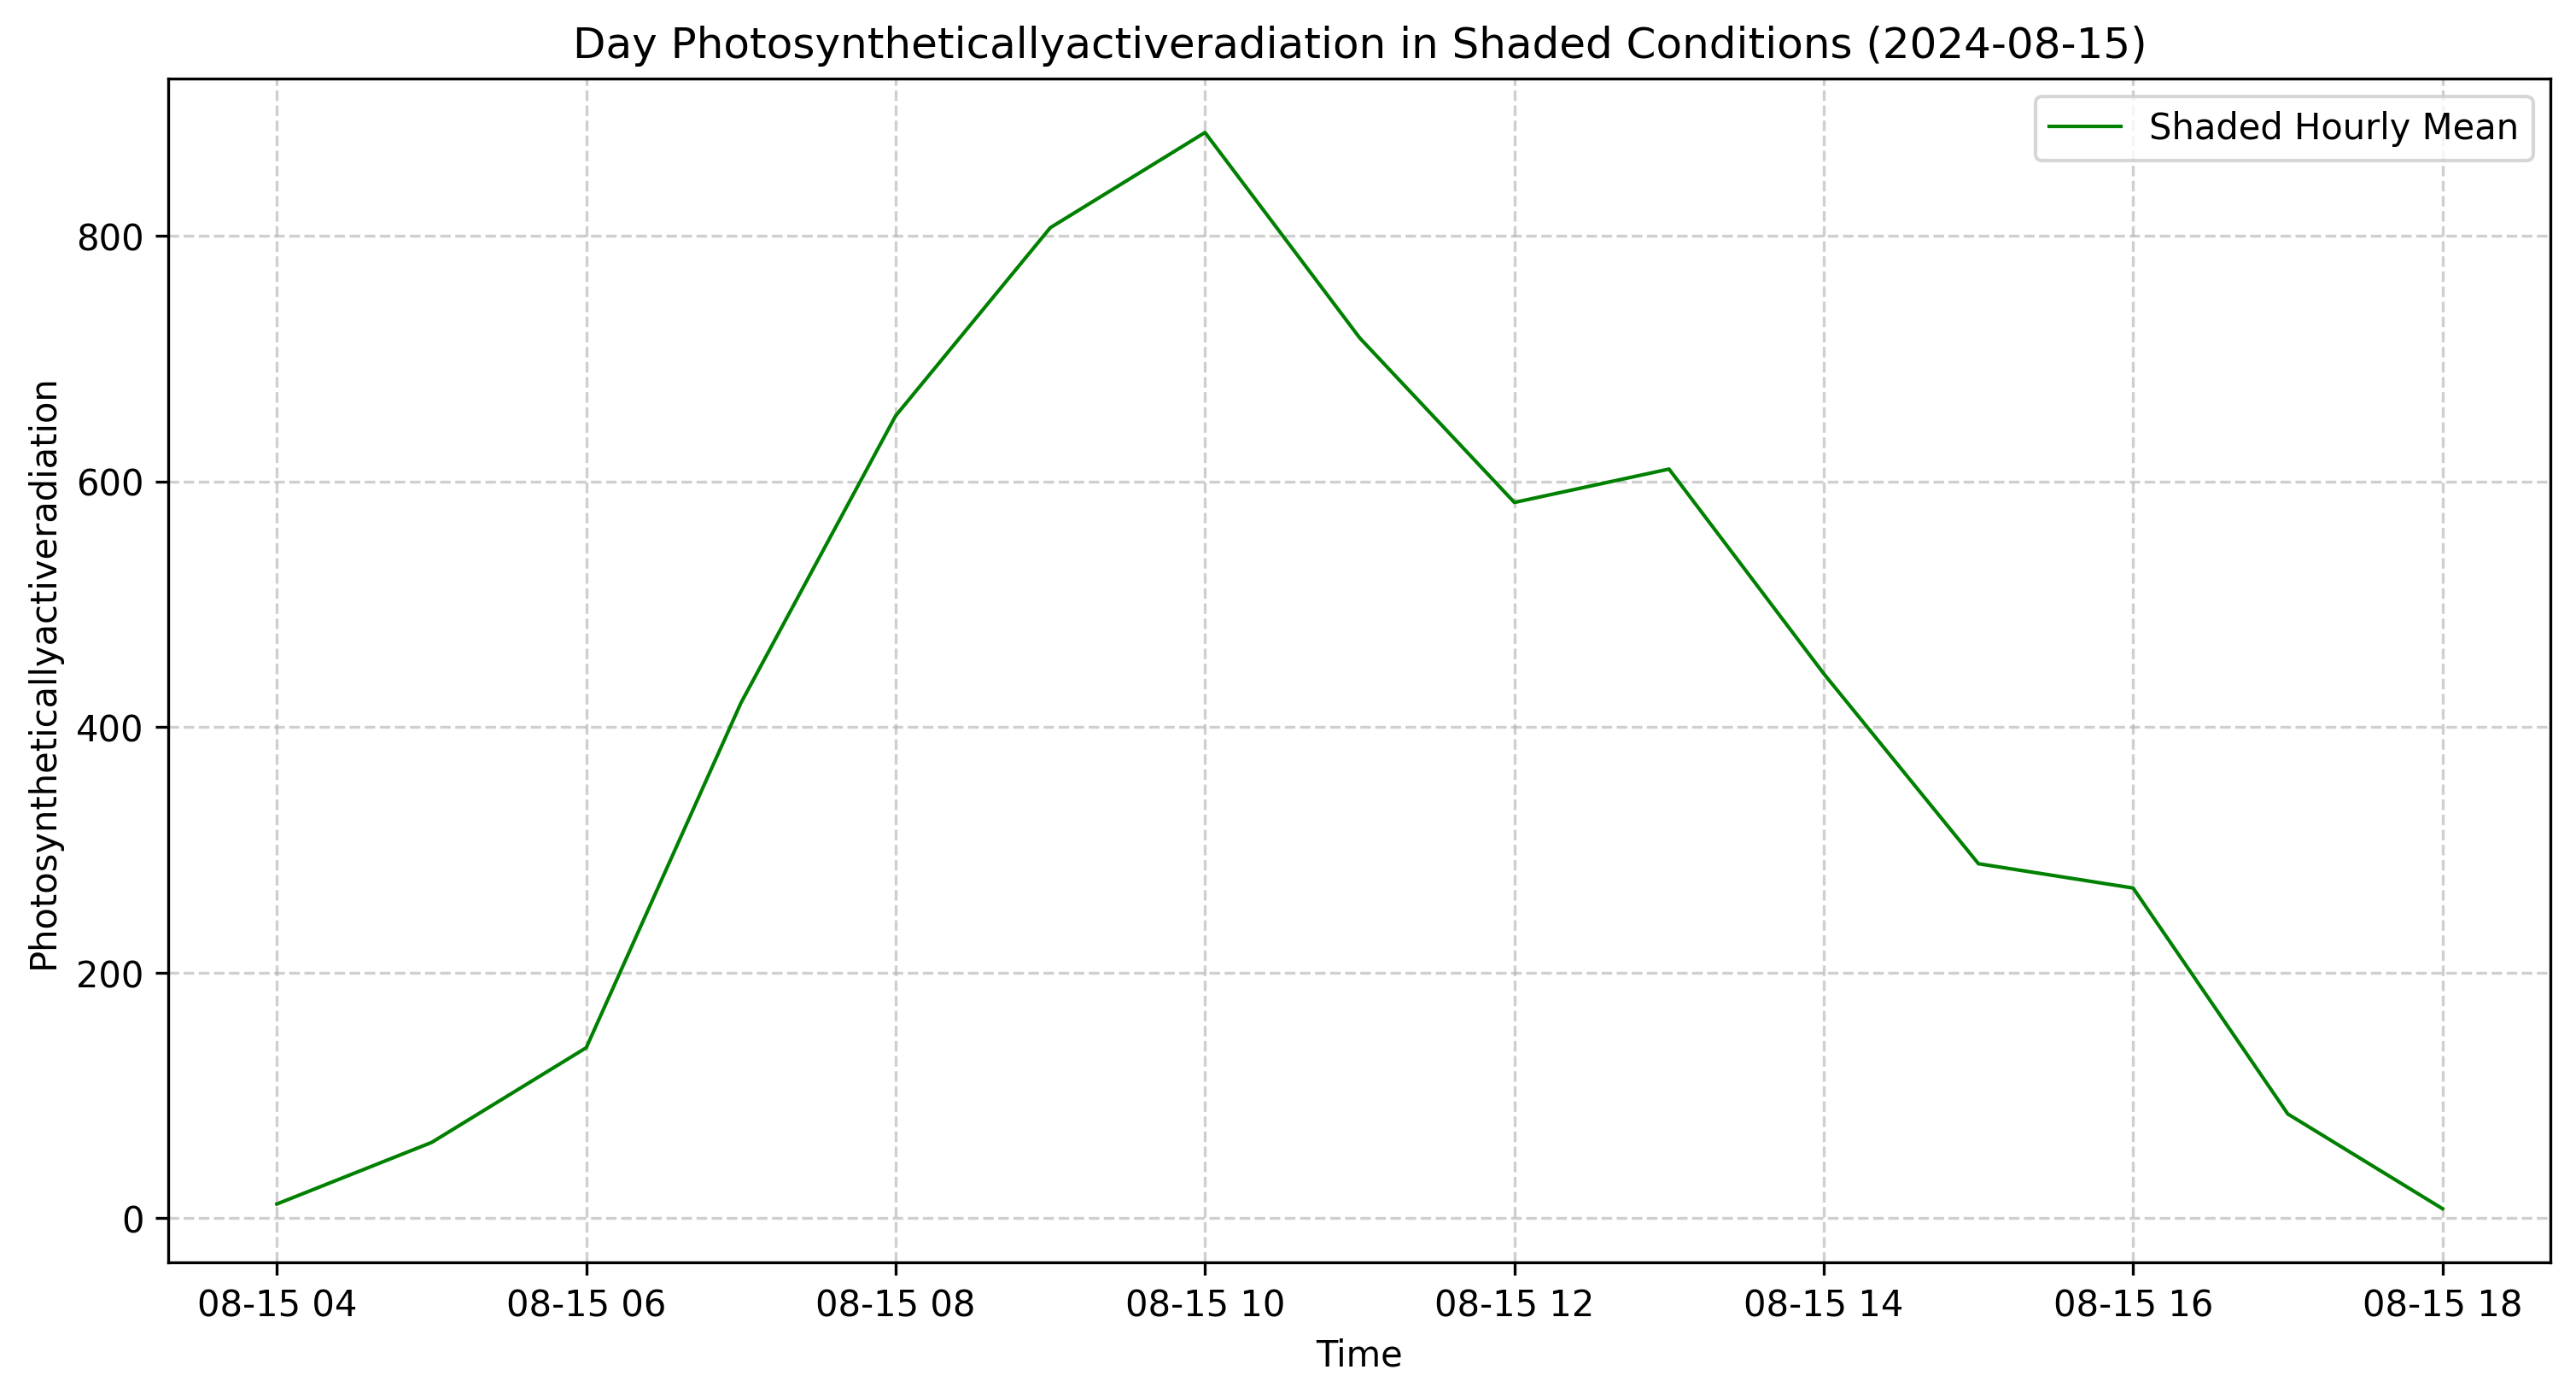 Day Photosyntheticallyactiveradiation in Shaded Conditions (2024-08-15)
Shaded Hourly Mean
Photosyntheticallyactiveradiation
800
600
400
200
0
08-15 04 08-15 06 08-15 08 08-15 10 08-15 12 08-15 14 08-15 16 08-15 18
Time